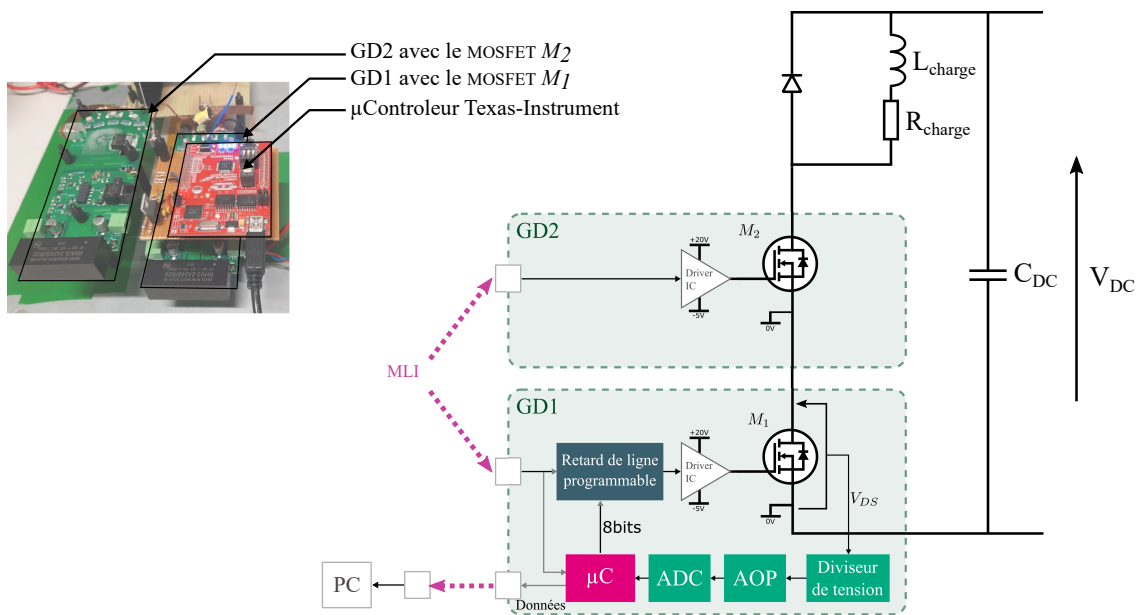 GD2 avec le MOSFET M2
GD1 avec le MOSFET M1
µControleur Texas-Instrument
Lcharge
Rcharge
GD2
M2
+20V
Driver
IC
-5V
0V
CDC
VDC
MLI
GD1
M1
+20V
Retard de ligne
programmable
Driver
IC
-5V
0V
VDS
8bits
µC
ADC
AOP
Diviseur
de tension
PC
Données